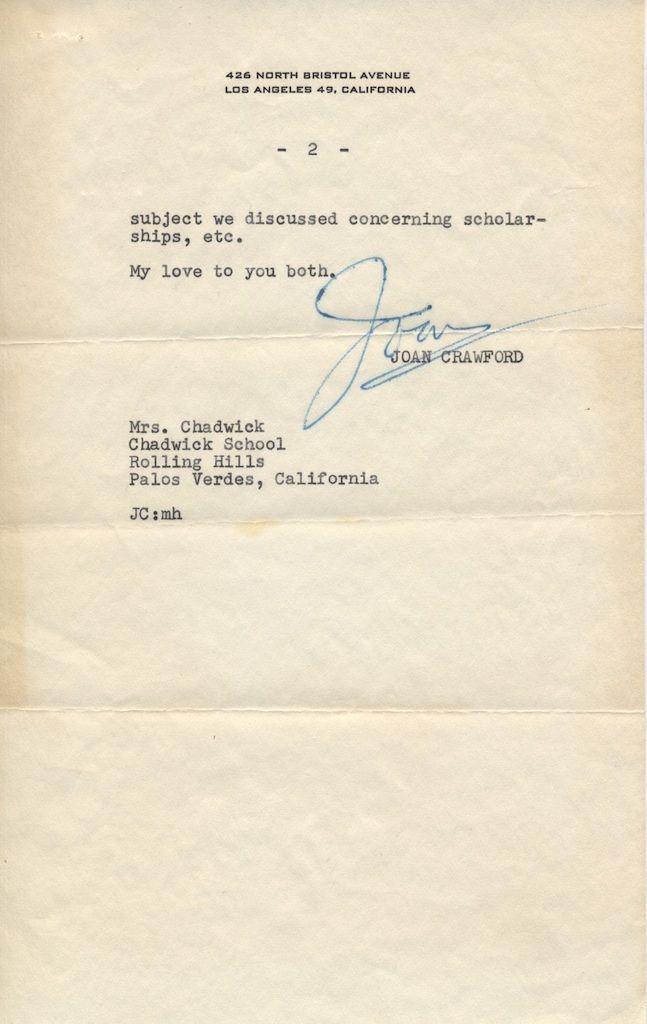 426 NORTH BRISTOL AVENUE
LOS ANGELES 49, CALIFORNIA
- 2 -
subject we discussed concerning scholar-
ships, etc.
My love to you both.
Joan
JOAN CRAWFORD
Mrs. Chadwick
Chadwick School
Rolling Hills
Palos Verdes, California
JC:mh